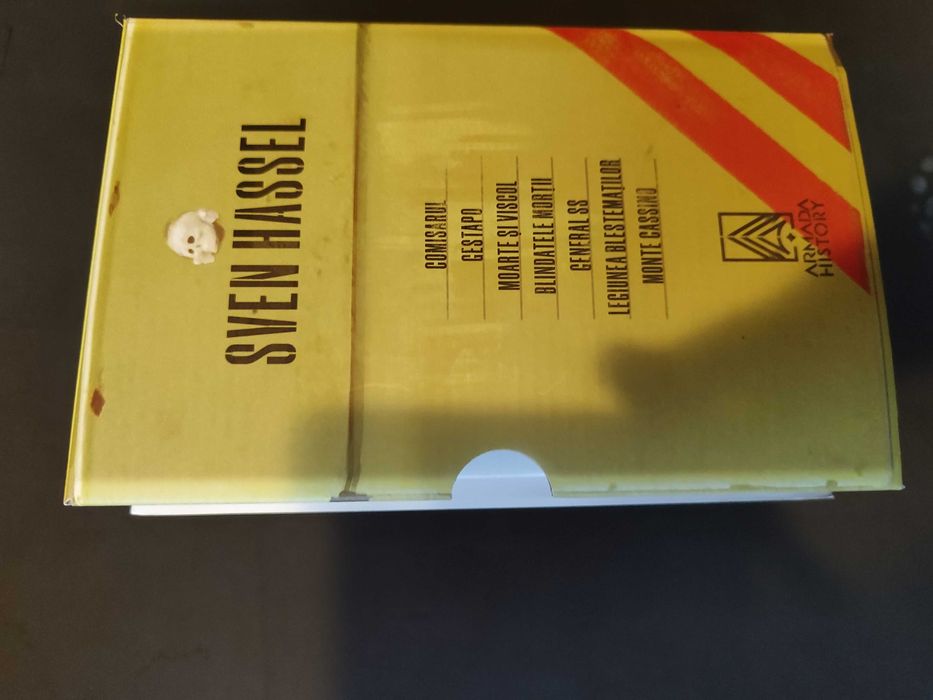 SVEN HASSEL
COMISARUL
GESTAPO
MOARTE ȘI VISCOL
BLINDATELE MORȚII
GENERAL SS
LEGIUNEA BLESTEMAȚILOR
MONTE CASSINO
ARMADA
HISTORY